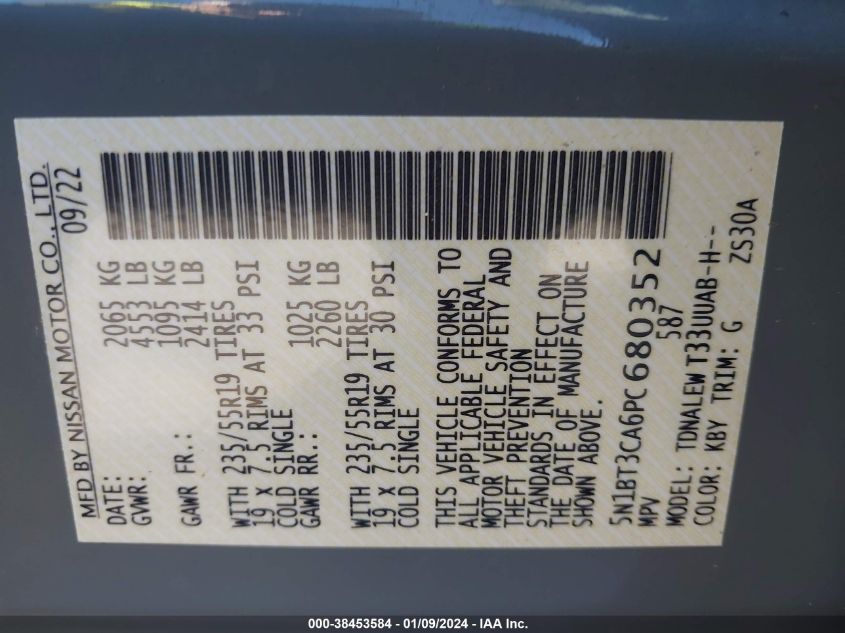 MFD BY NISSAN MOTOR CO., LTD.
DATE: 09/22
GVWR: 2065 KG
4553 LB
GAWR FR.: 1095 KG
2414 LB
WITH 235/55R19 TIRES
19 x 7.5 RIMS AT 33 PSI
COLD SINGLE
GAWR RR.: 1025 KG
2260 LB
WITH 235/55R19 TIRES
19 x 7.5 RIMS AT 30 PSI
COLD SINGLE
THIS VEHICLE CONFORMS TO
ALL APPLICABLE FEDERAL
MOTOR VEHICLE SAFETY AND
THEFT PREVENTION
STANDARDS IN EFFECT ON
THE DATE OF MANUFACTURE
SHOWN ABOVE.
5N1BT3CA6PC680352
MPV 587
MODEL: TDNALEW T33UUAB-H--
COLOR: KBY TRIM: G ZS30A
000-38453584 - 01/09/2024 - IAA Inc.